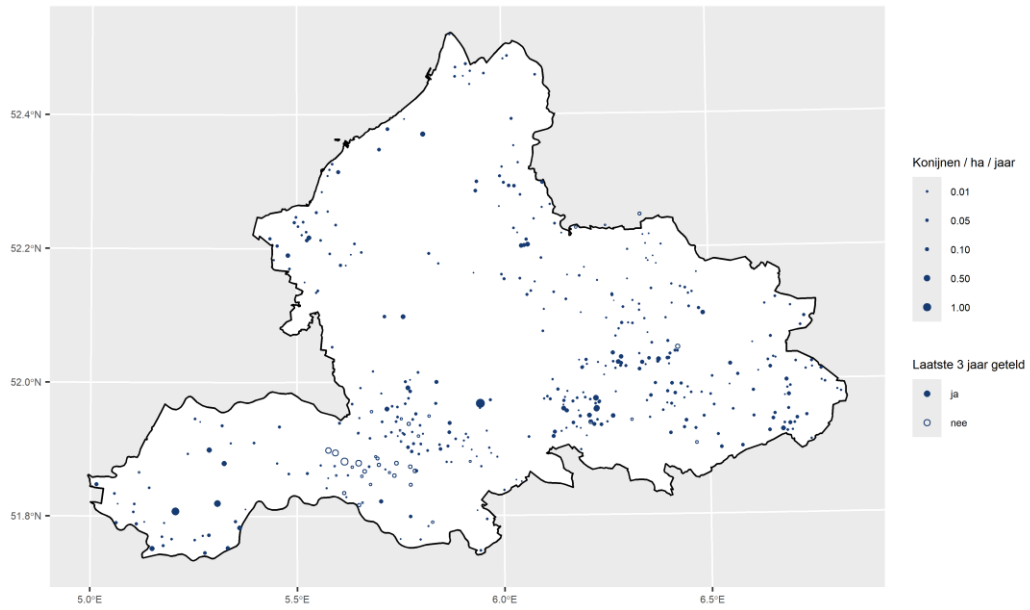 52.4°N
52.2°N
52.0°N
51.8°N
5.0°E 5.5°E 6.0°E 6.5°E
Konijnen / ha / jaar
0.01
0.05
0.10
0.50
1.00
Laatste 3 jaar geteld
ja
nee